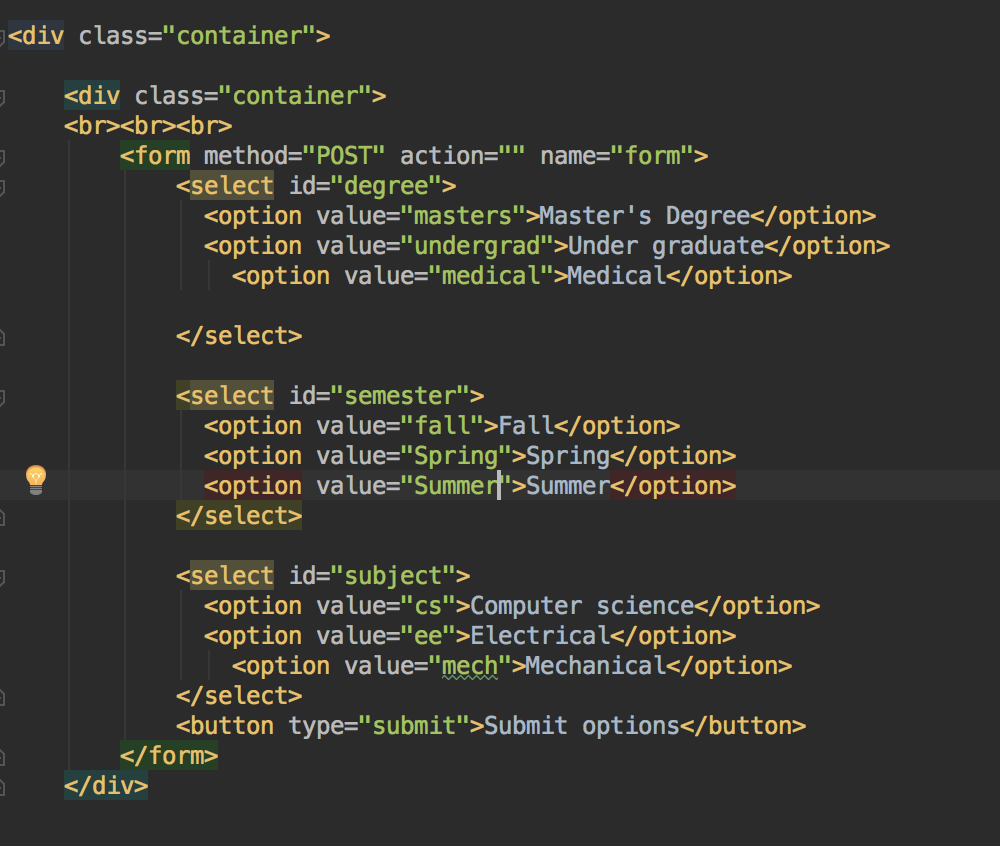 <div class="container">
<div class="container">
<br><br><br>
<form method="POST" action="" name="form">
<select id="degree">
<option value="masters">Master's Degree</option>
<option value="undergrad">Under graduate</option>
<option value="medical">Medical</option>
</select>
<select id="semester">
<option value="fall">Fall</option>
<option value="Spring">Spring</option>
<option value="Summer">Summer</option>
</select>
<select id="subject">
<option value="cs">Computer science</option>
<option value="ee">Electrical</option>
<option value="mech">Mechanical</option>
</select>
<button type="submit">Submit options</button>
</form>
</div>